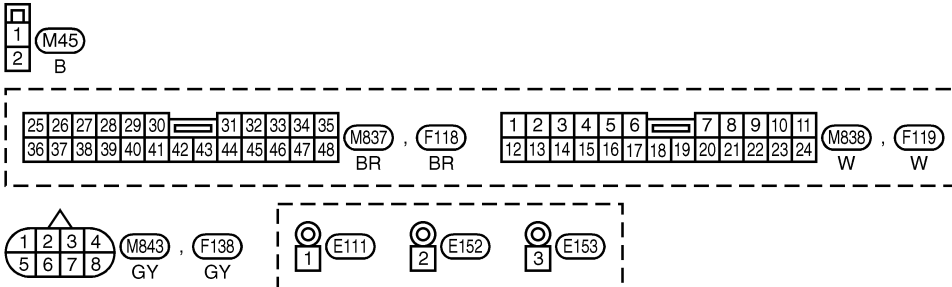 1 M45
2 B
25 26 27 28 29 30 31 32 33 34 35
36 37 38 39 40 41 42 43 44 45 46 47 48
M837 , F118
BR BR
1 2 3 4 5 6 7 8 9 10 11
12 13 14 15 16 17 18 19 20 21 22 23 24
M838 , F119
W W
1 2 3 4
5 6 7 8
M843 , F138
GY GY
1 E111
2 E152
3 E153